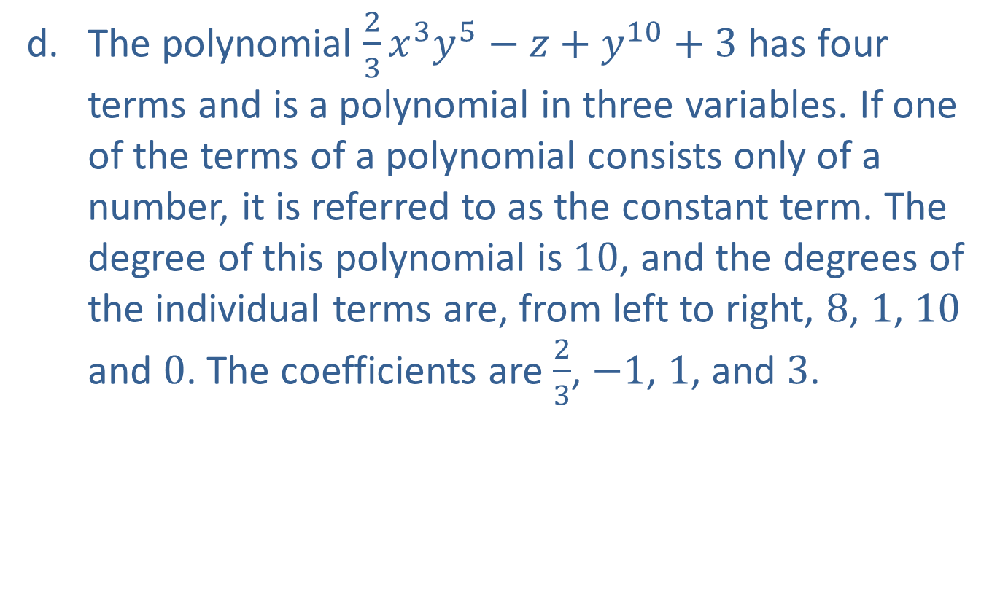 d. The polynomial $\frac{2}{3}x^3y^5 - z + y^{10} + 3$ has four
terms and is a polynomial in three variables. If one
of the terms of a polynomial consists only of a
number, it is referred to as the constant term. The
degree of this polynomial is 10, and the degrees of
the individual terms are, from left to right, 8, 1, 10
and 0. The coefficients are $\frac{2}{3}$, −1, 1, and 3.